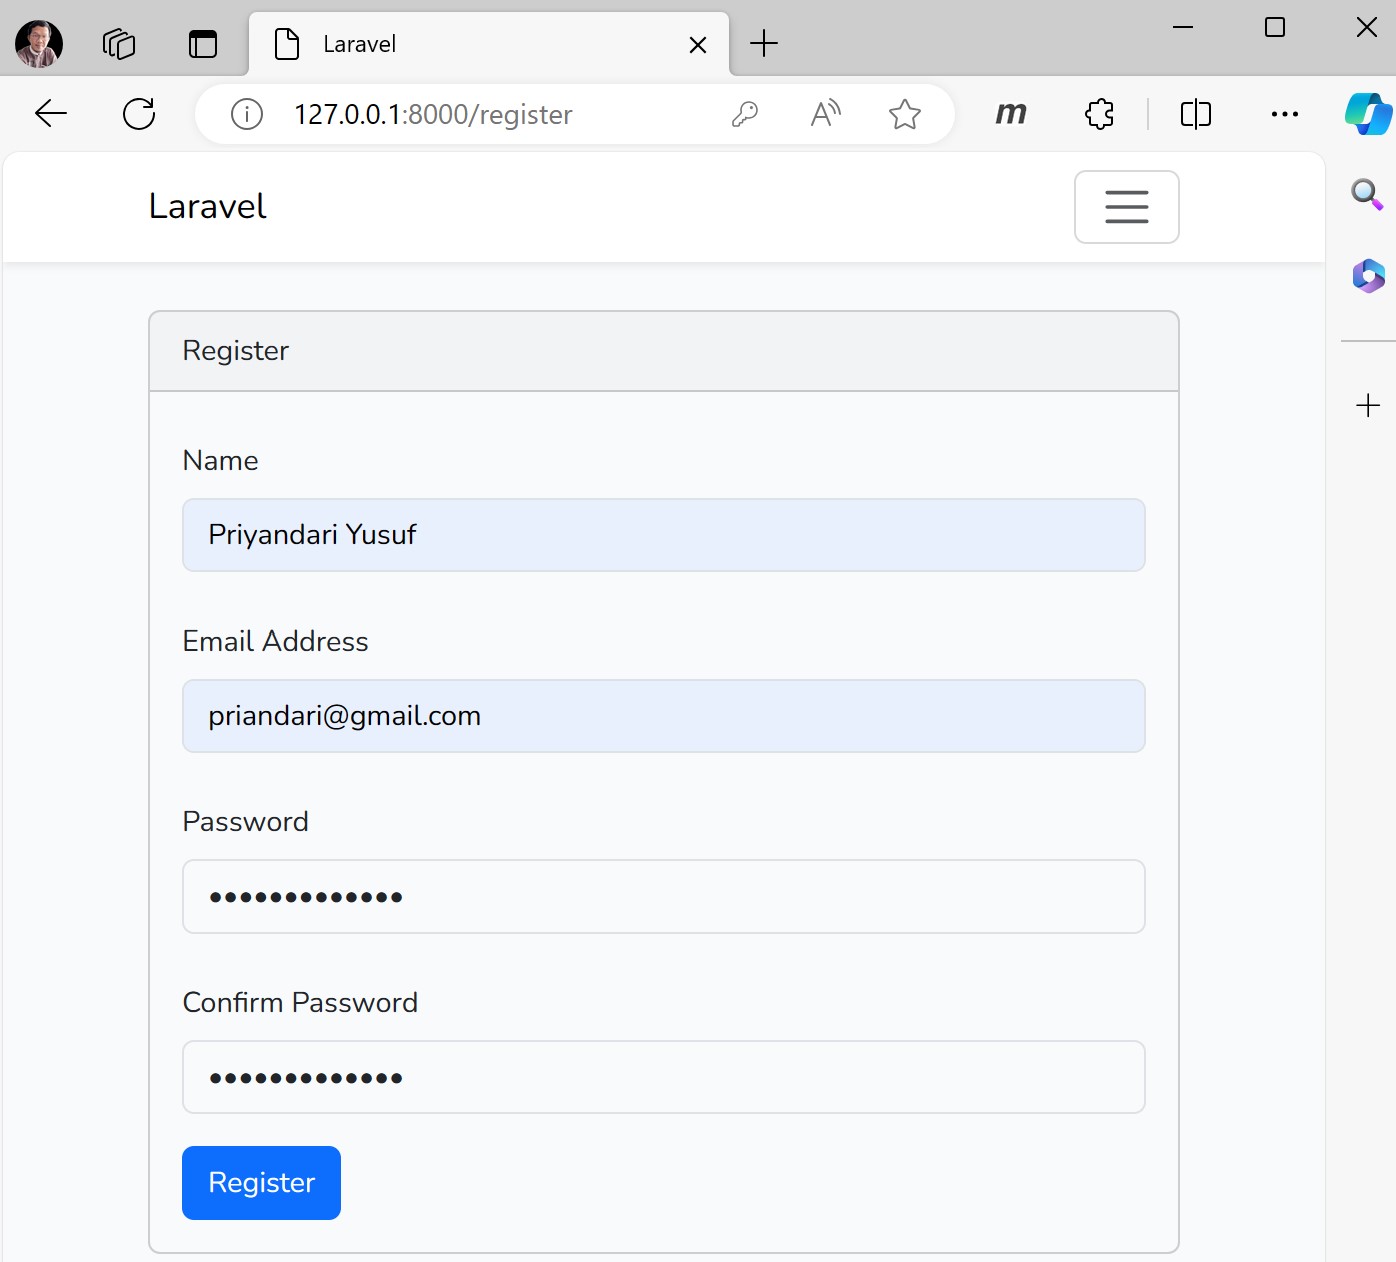 Laravel
127.0.0.1:8000/register
Laravel
Register
Name
Priyandari Yusuf
Email Address
priandari@gmail.com
Password
•••••••••••••
Confirm Password
•••••••••••••
Register